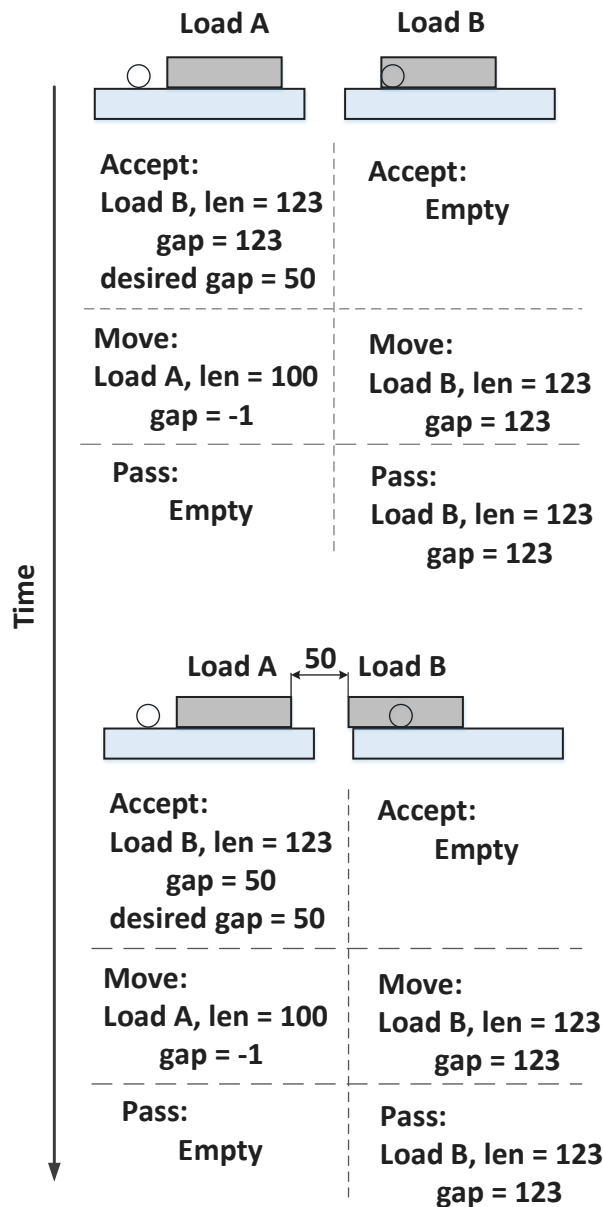 Load A
Load B
Accept:
Load B, len = 123
gap = 123
desired gap = 50
Accept:
Empty
Move:
Load A, len = 100
gap = -1
Move:
Load B, len = 123
gap = 123
Pass:
Empty
Pass:
Load B, len = 123
gap = 123
Time
Load A
50
Load B
Accept:
Load B, len = 123
gap = 50
desired gap = 50
Accept:
Empty
Move:
Load A, len = 100
gap = -1
Move:
Load B, len = 123
gap = 123
Pass:
Empty
Pass:
Load B, len = 123
gap = 123